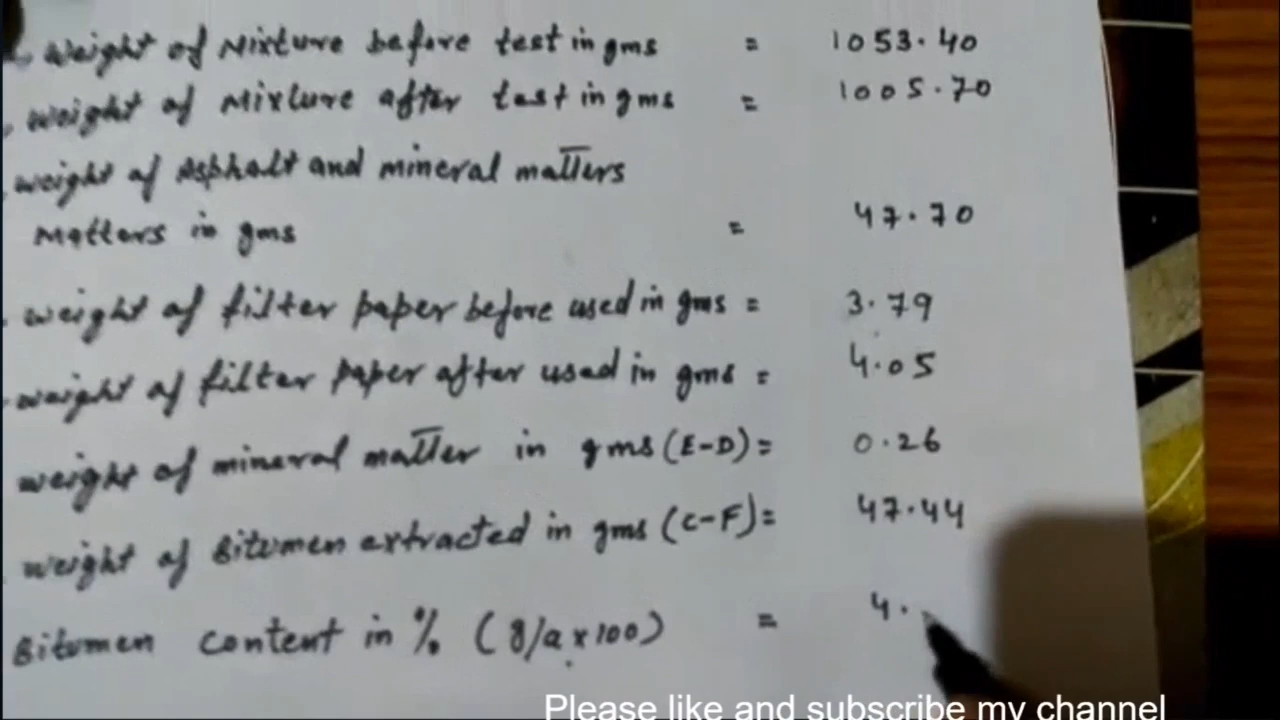 weight of Mixture before test in gms = 1053.40
weight of Mixture after test in gms = 1005.70
weight of Asphalt and mineral matters
Matters in gms = 47.70
weight of filter paper before used in gms = 3.79
weight of filter paper after used in gms = 4.05
weight of mineral matter in gms (E-D) = 0.26
weight of Bitumen extracted in gms (C-F) = 47.44
Bitumen content in % (g/a x 100) = 4.
Please like and subscribe my channel